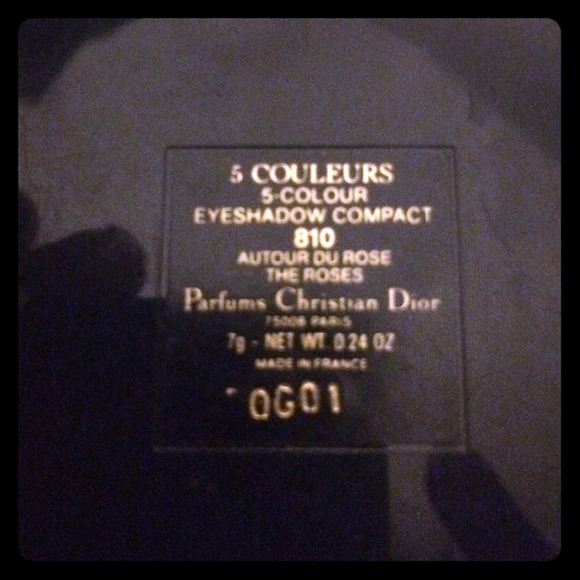 5 COULEURS
5-COLOUR
EYESHADOW COMPACT
810
AUTOUR DU ROSE
THE ROSES
Parfums Christian Dior
75008 PARIS
7g - NET WT. 0.24 OZ
MADE IN FRANCE
0G01